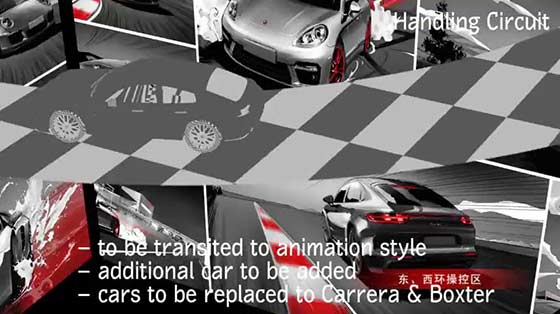 Handling Circuit
– to be transited to animation style
– additional car to be added
东、西环操控区
– cars to be replaced to Carrera & Boxter